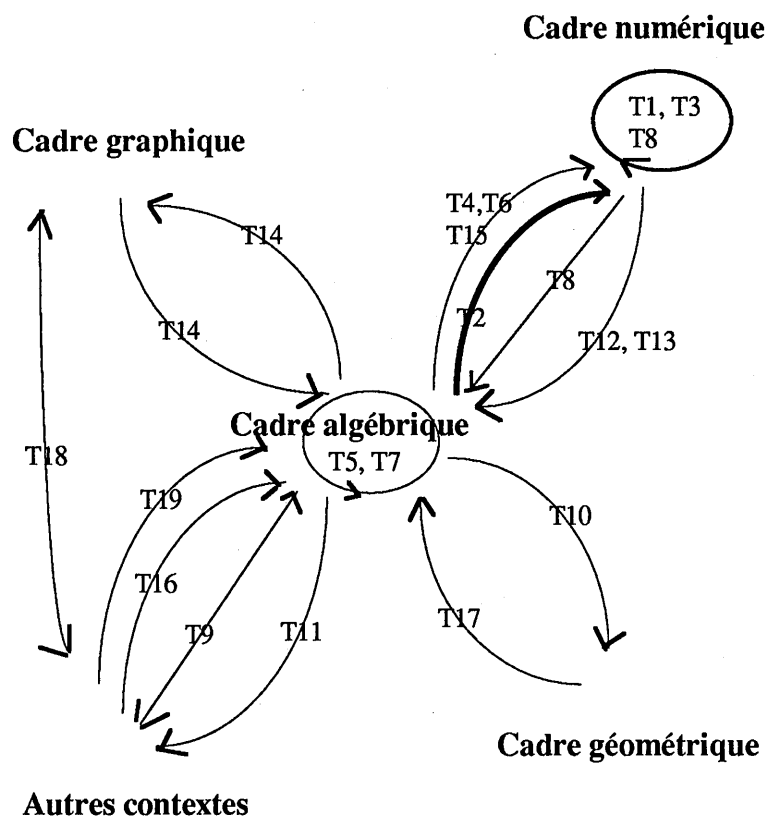 Cadre numérique
T1, T3
T8
Cadre graphique
T4,T6
T15
T14
T8
T14
T2
T12, T13
Cadre algébrique
T5, T7
T18
T19
T10
T16
T17
T9
T11
Cadre géométrique
Autres contextes